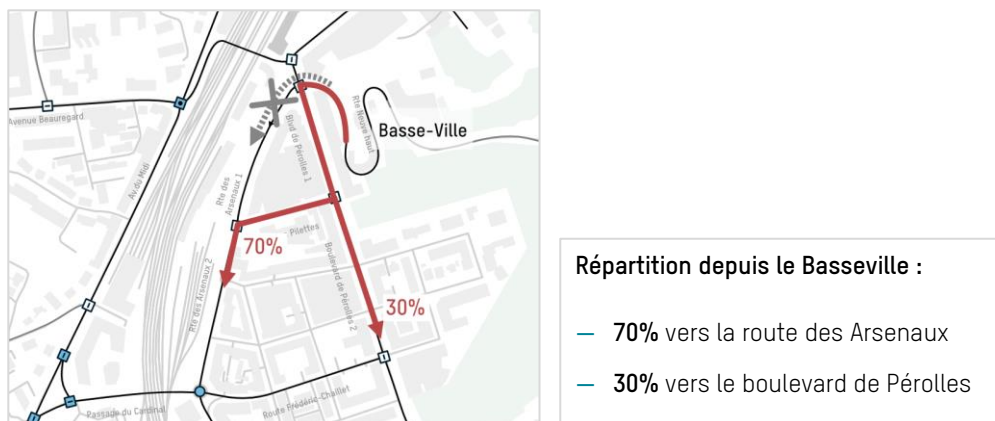 Avenue Beauregard
Av.du Midi
Rte des
Arsenaux 1
Blvd de Pérolles 1
Rte Neuve haut
Basse-Ville
Pilettes
70%
Rte des Arsenaux 2
Boulevard de Pérolles 2
30%
Passage du Cardinal
Route Frédéric-Chaillet
Répartition depuis le Basseville :
— 70% vers la route des Arsenaux
— 30% vers le boulevard de Pérolles